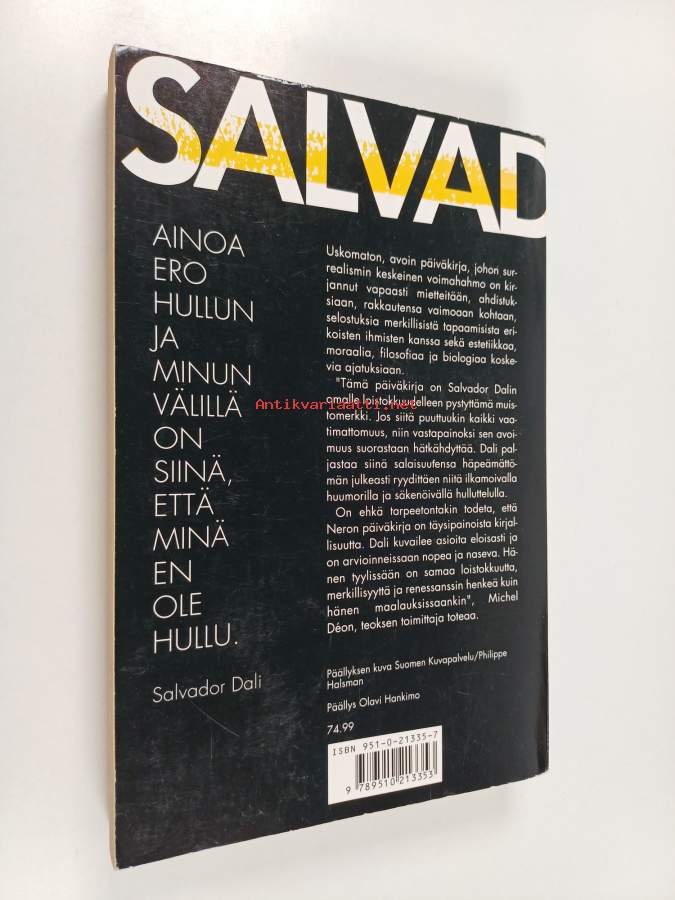 SALVAD
AINOA
ERO
HULLUN
JA
MINUN
VÄLILLÄ
ON
SIINÄ,
ETTÄ
MINÄ
EN
OLE
HULLU.
Salvador Dali
Uskomaton, avoin päiväkirja, johon sur-
realismin keskeinen voimahahmo on kir-
jannut vapaasti mietteitään, ahdistuk-
siaan, rakkautensa vaimoaan kohtaan,
selostuksia merkillisistä tapaamisista eri-
koisten ihmisten kanssa sekä estetiikkaa,
moraalia, filosofiaa ja biologiaa koske-
via ajatuksiaan.
"Tämä päiväkirja on Salvador Dalin
omalle loistokkuudelleen pystyttämä muis-
tomerkki. Jos siitä puuttuukin kaikki vaa-
timattomuus, niin vastapainoksi sen avoi-
muus suorastaan hätkähdyttää. Dali pal-
jastaa siinä salaisuutensa häpeämättö-
män julkeasti ryydittäen niitä ilkamoivalla
huumorilla ja säkenöivällä hulluttelulla.
On ehkä tarpeetontakin todeta, että
Neron päiväkirja on täysipainoista kirjal-
lisuutta. Dali kuvailee asioita eloisasti ja
on arvioinneissaan nopea ja naseva. Hä-
nen tyylissään on samaa loistokkuutta,
merkillisyyttä ja renessanssin henkeä kuin
hänen maalauksissaankin", Michel
Déon, teoksen toimittaja toteaa.
Päällyksen kuva Suomen Kuvapalvelu/Philippe
Halsman
Päällys Olavi Hankimo
74.99
ISBN 951-0-21335-7
9 789510 213353
Antikvariaatti.net